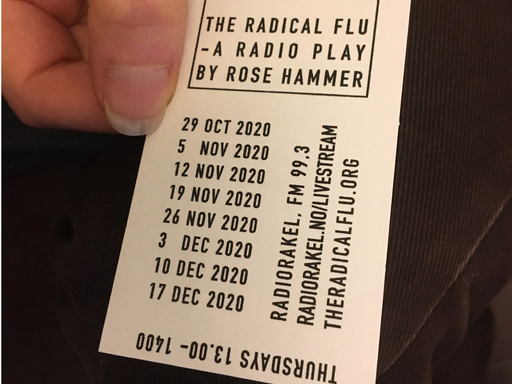 THE RADICAL FLU
-A RADIO PLAY
BY ROSE HAMMER
29 OCT 2020
5 NOV 2020
12 NOV 2020
19 NOV 2020
26 NOV 2020
3 DEC 2020
10 DEC 2020
17 DEC 2020
RADIORAKEL, FM 99,3
RADIORAKEL.NO/LIVESTREAM
THERADICALFLU.ORG
THURSDAYS 13.00- 1400